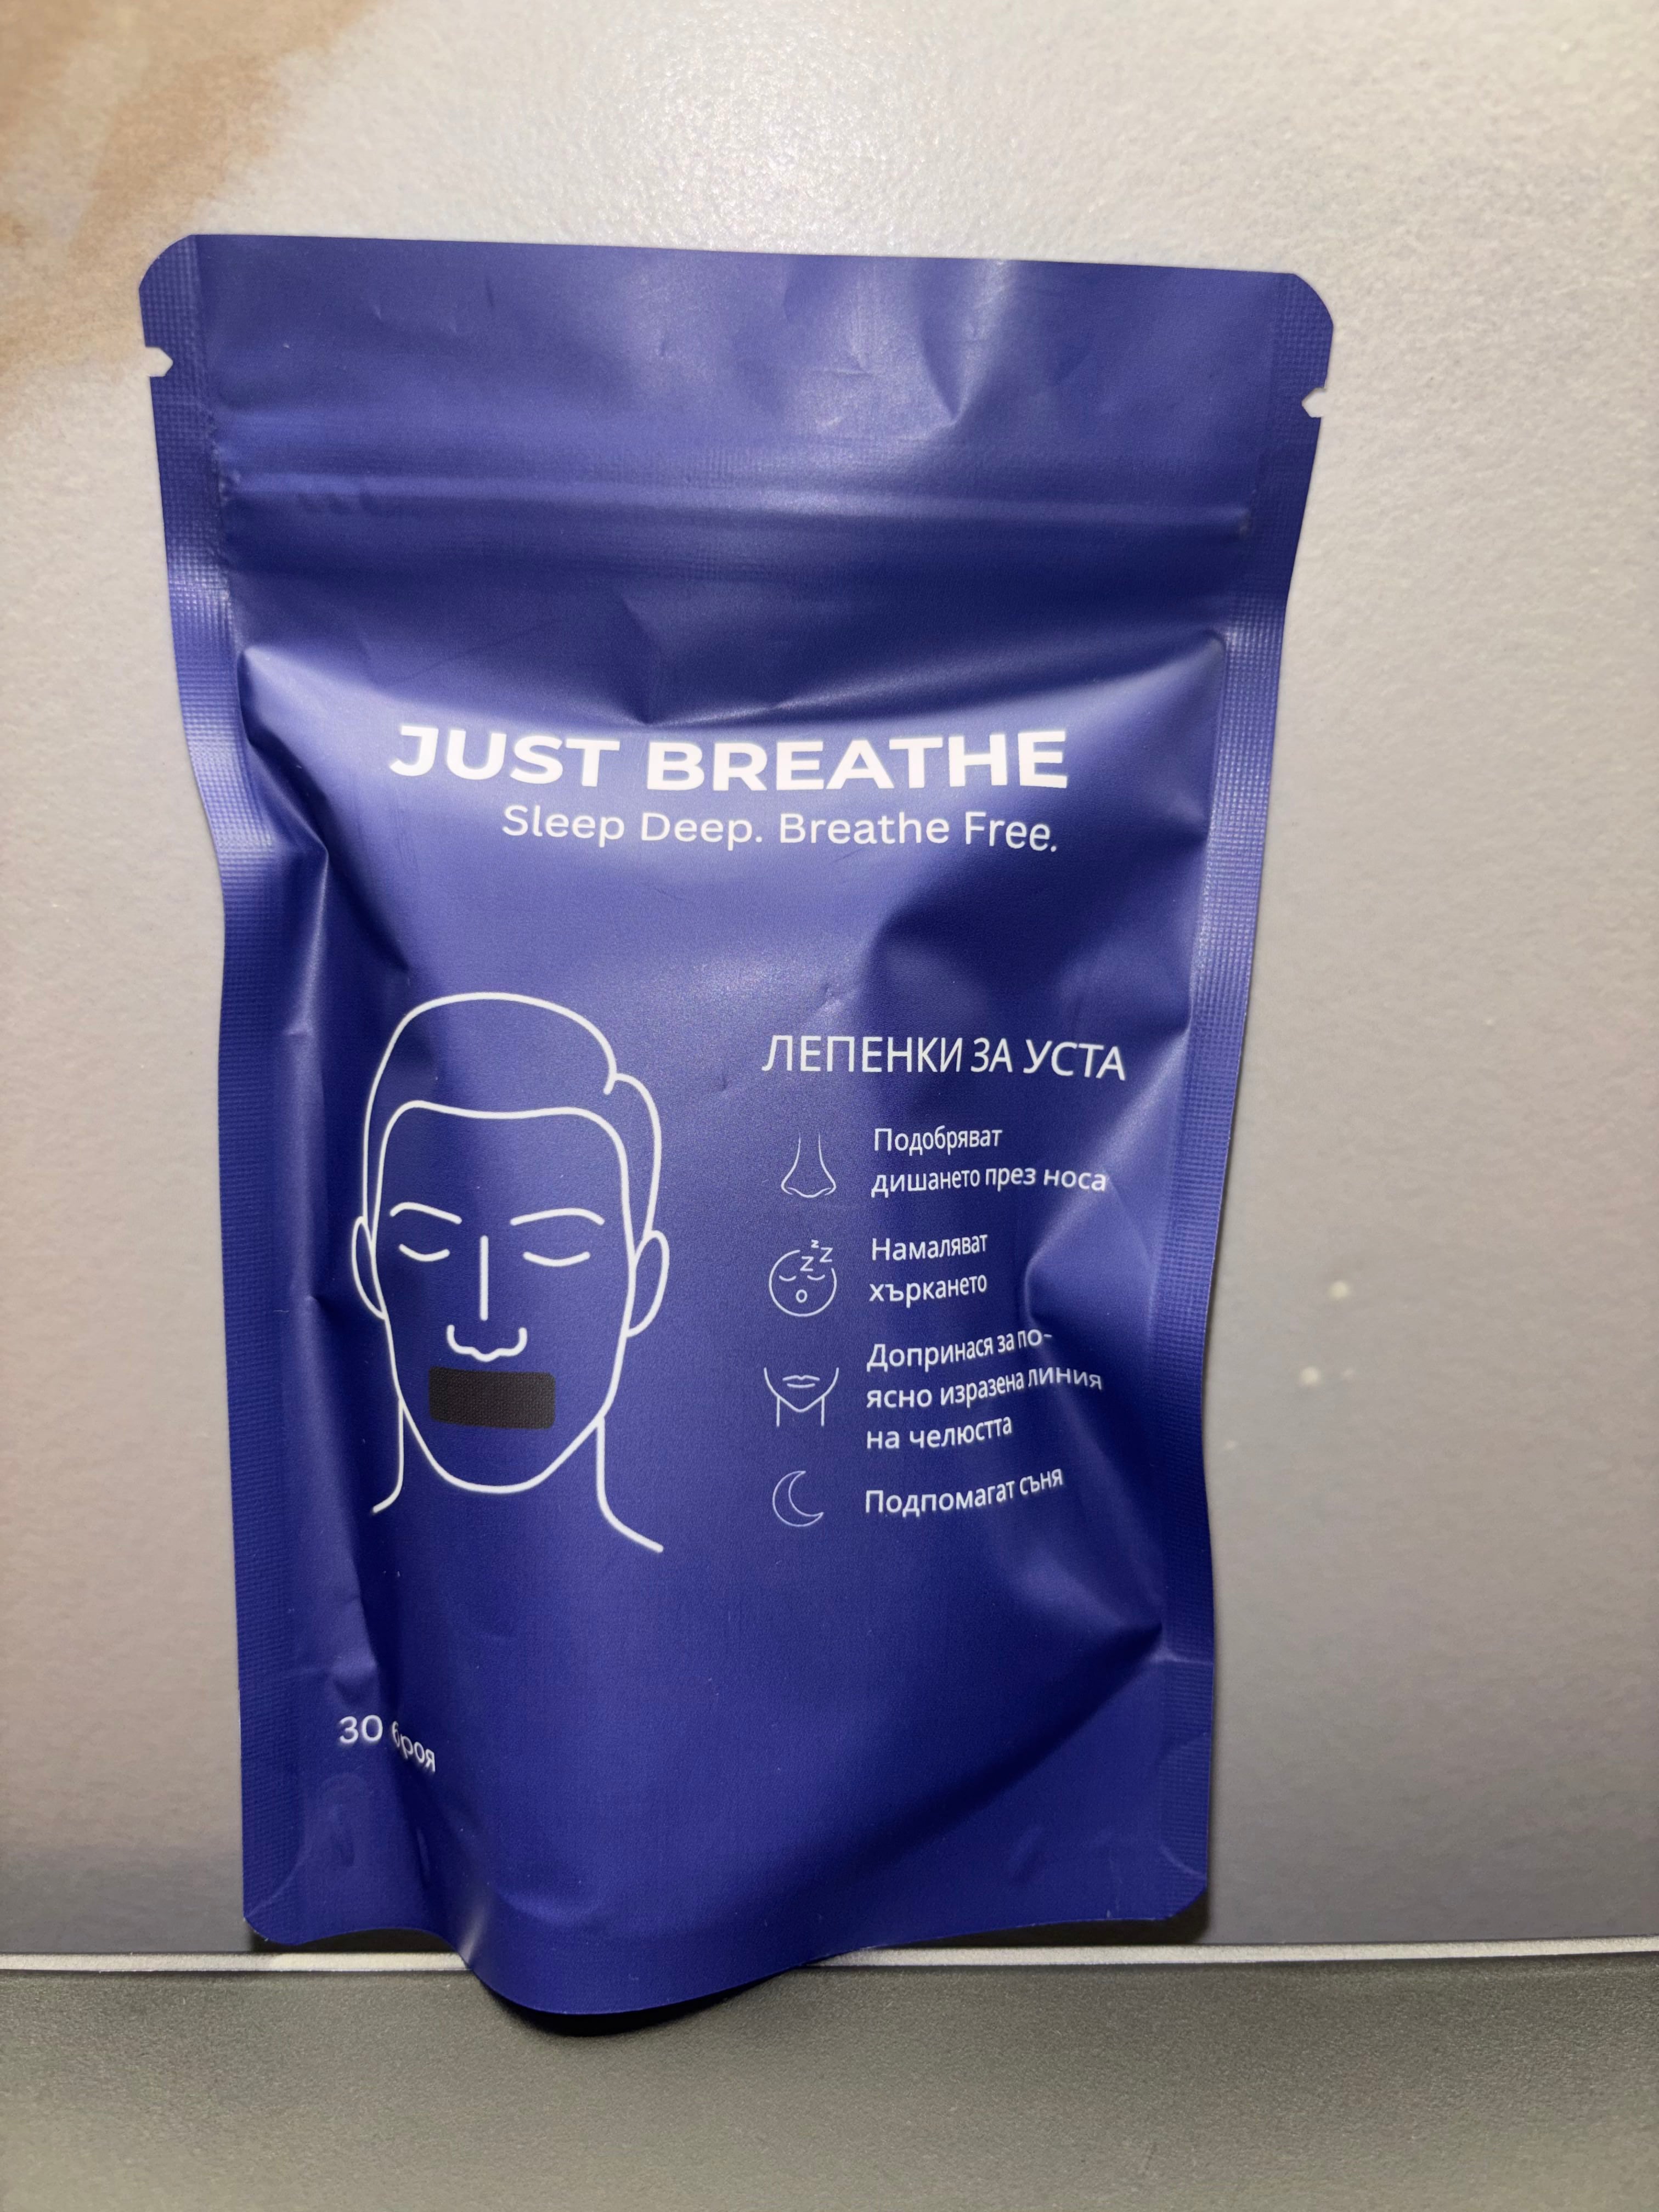 JUST BREATHE
Sleep Deep. Breathe Free.
ЛЕПЕНКИ ЗА УСТА
Подобряват
дишането през носа
z z z
Намаляват
хъркането
Допринася за по-
ясно изразена линия
на челюстта
Подпомагат съня
30 броя